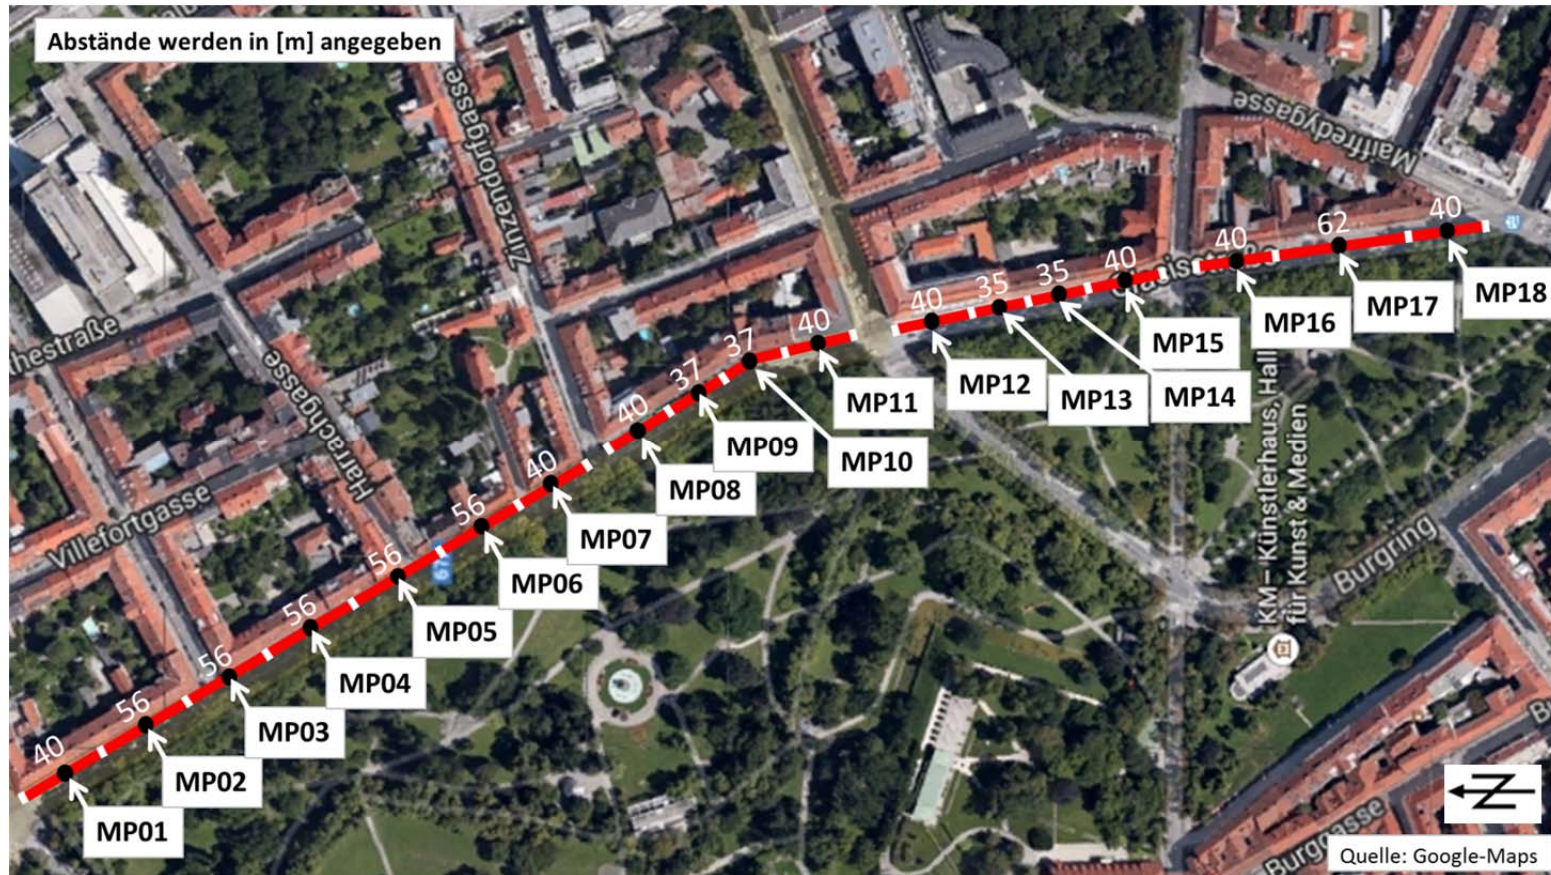 Abstände werden in [m] angegeben
Zinzendorfgasse
Maiffredygasse
40
62
40
MP18
MP17
MP16
40
35
35
40
MP15
MP14
MP13
MP12
40
37
37
40
MP11
MP10
MP09
MP08
40
56
56
56
56
56
40
MP07
MP06
MP05
MP04
MP03
MP02
MP01
hestraße
Harrachgasse
Villefortgasse
67
KM– Künstlerhaus, Hall
für Kunst & Medien
Burgring
Burggasse
Z
Quelle: Google-Maps